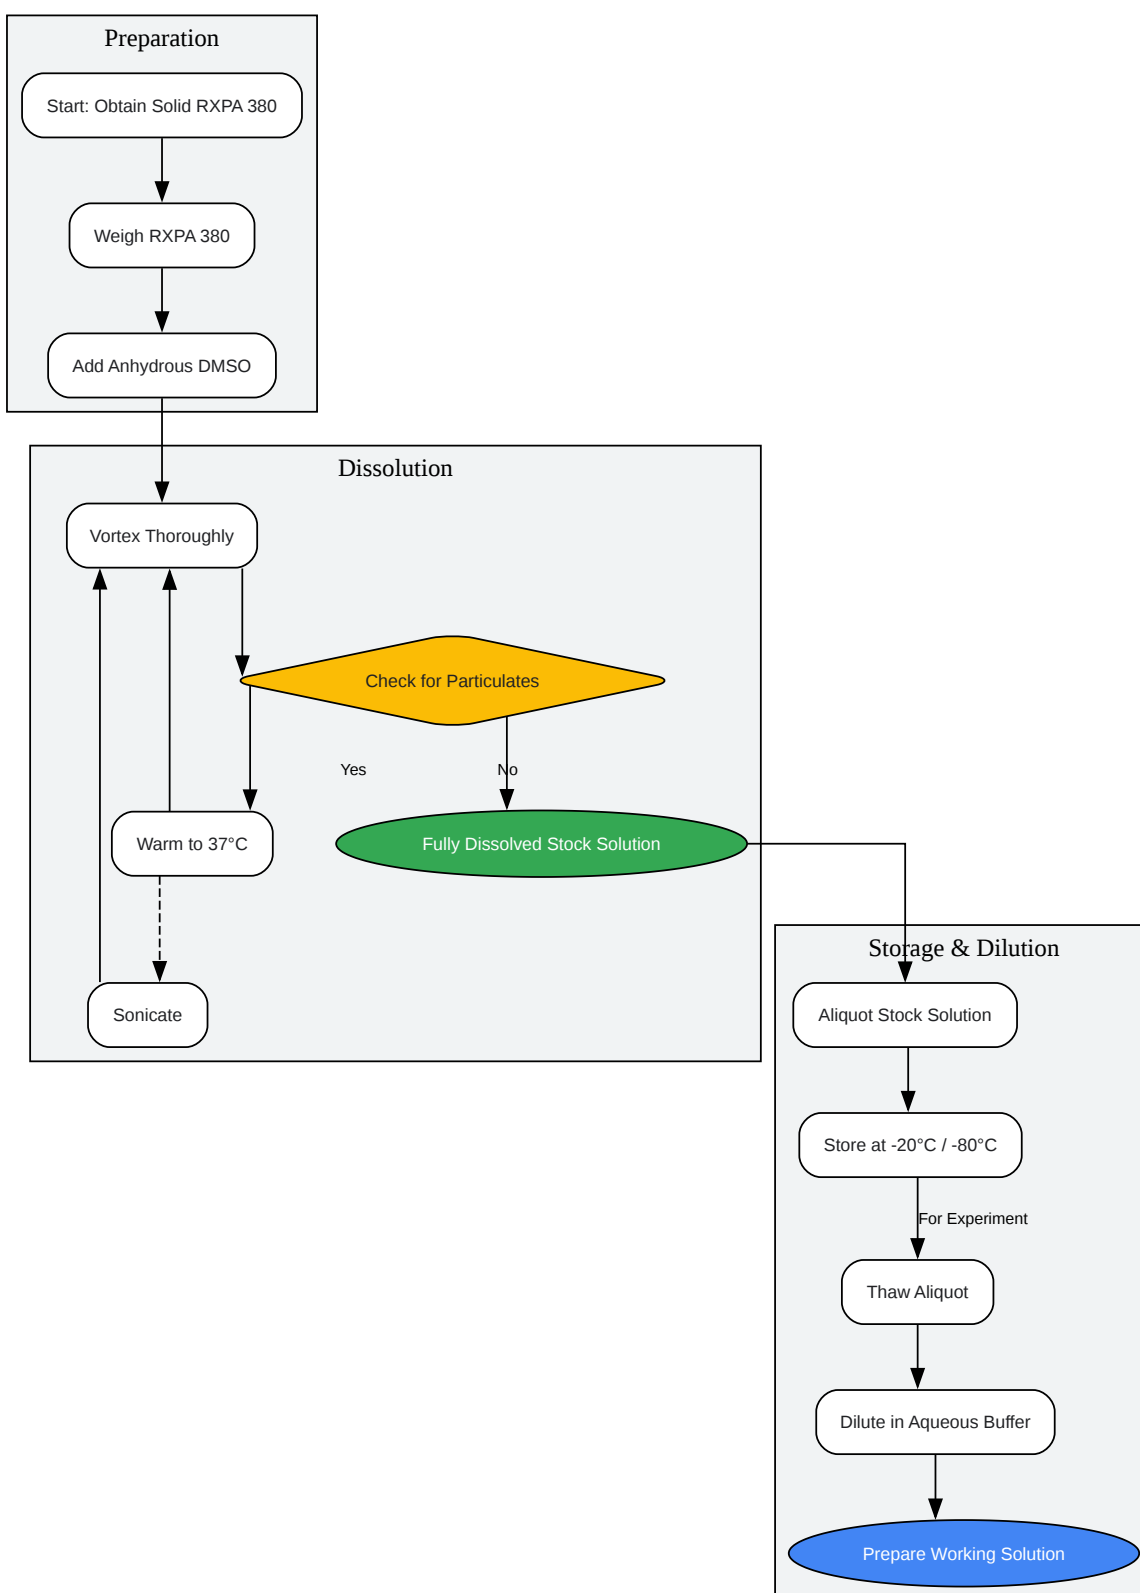 Preparation
Start: Obtain Solid RXPA 380
Weigh RXPA 380
Add Anhydrous DMSO
Dissolution
Vortex Thoroughly
Check for Particulates
Yes
No
Warm to 37°C
Fully Dissolved Stock Solution
Sonicate
Storage & Dilution
Aliquot Stock Solution
Store at -20°C / -80°C
For Experiment
Thaw Aliquot
Dilute in Aqueous Buffer
Prepare Working Solution